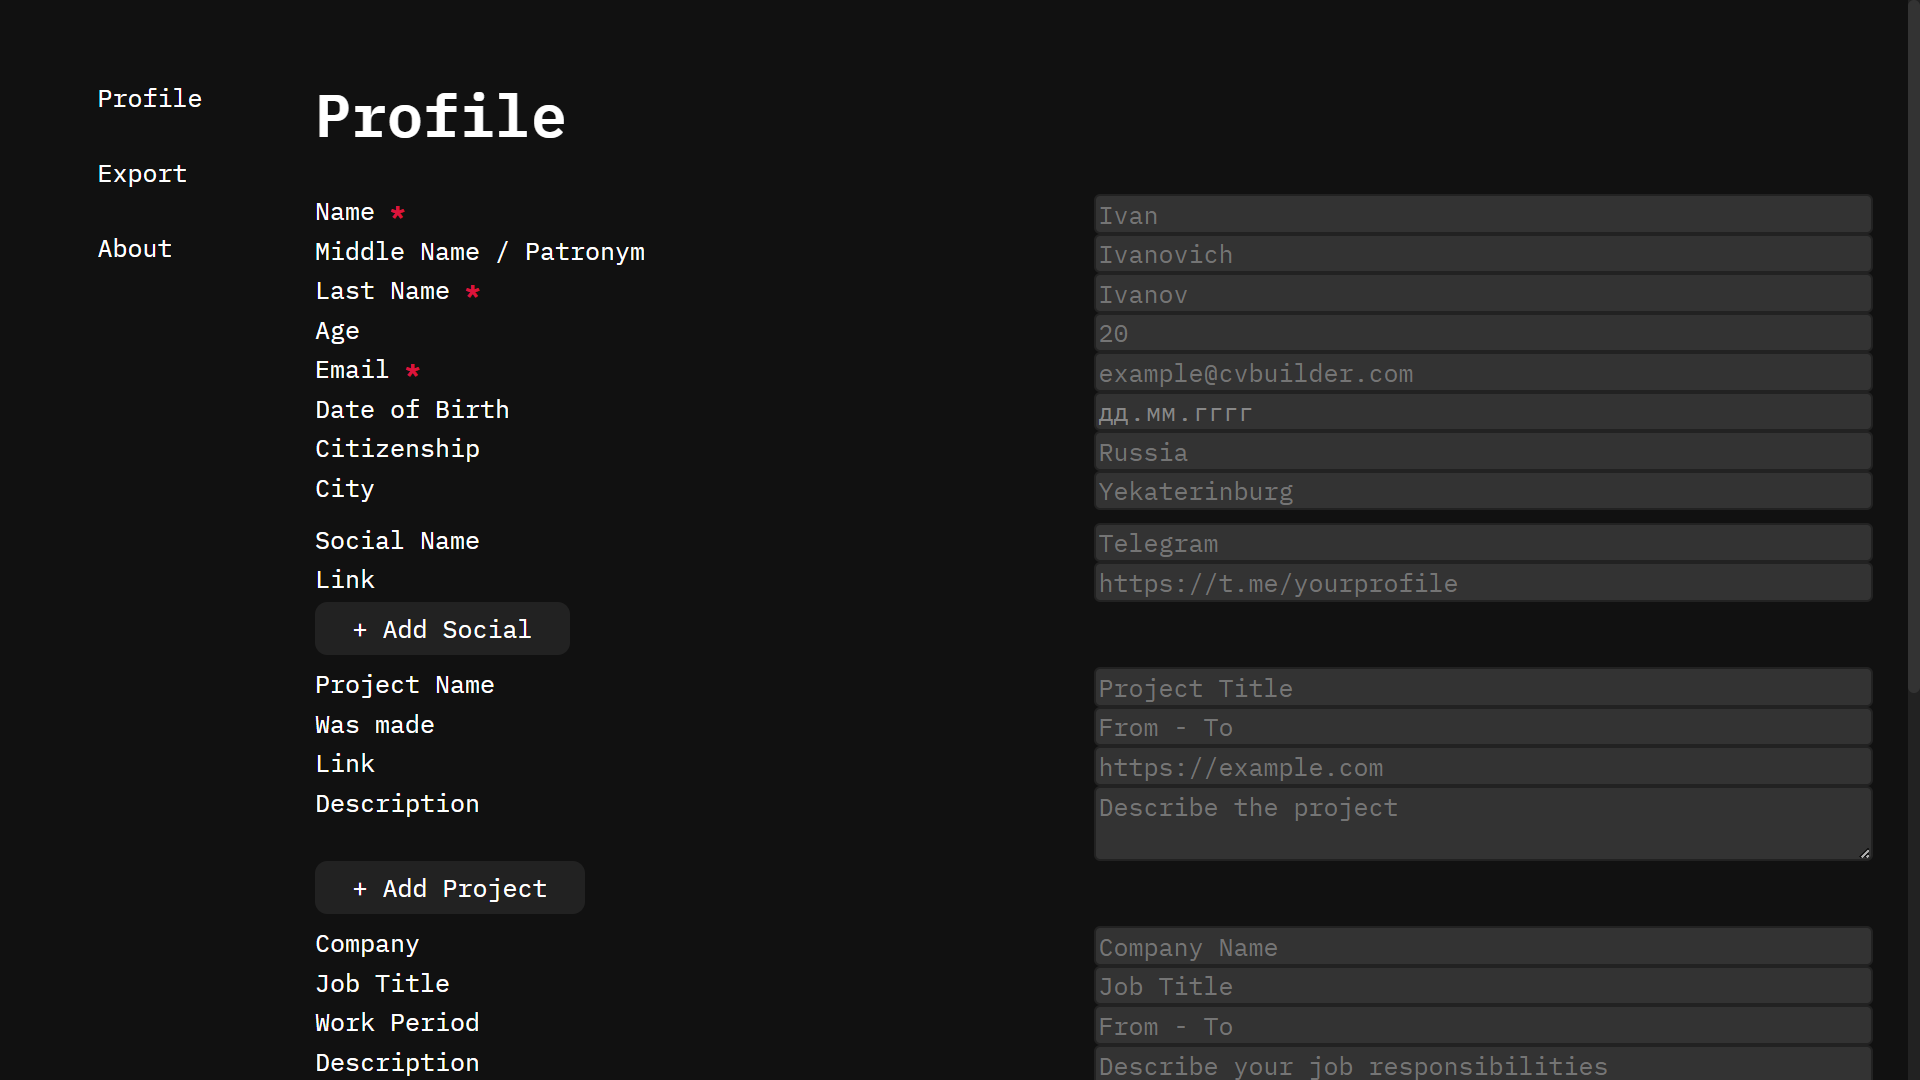 Profile
Export
About
Profile
Name *
Ivan
Middle Name / Patronym
Ivanovich
Last Name *
Ivanov
Age
20
Email *
example@cvbuilder.com
Date of Birth
дд.мм.гггг
Citizenship
Russia
City
Yekaterinburg
Social Name
Telegram
Link
https://t.me/yourprofile
+ Add Social
Project Name
Project Title
Was made
From - To
Link
https://example.com
Description
Describe the project
+ Add Project
Company
Company Name
Job Title
Job Title
Work Period
From - To
Description
Describe your job responsibilities